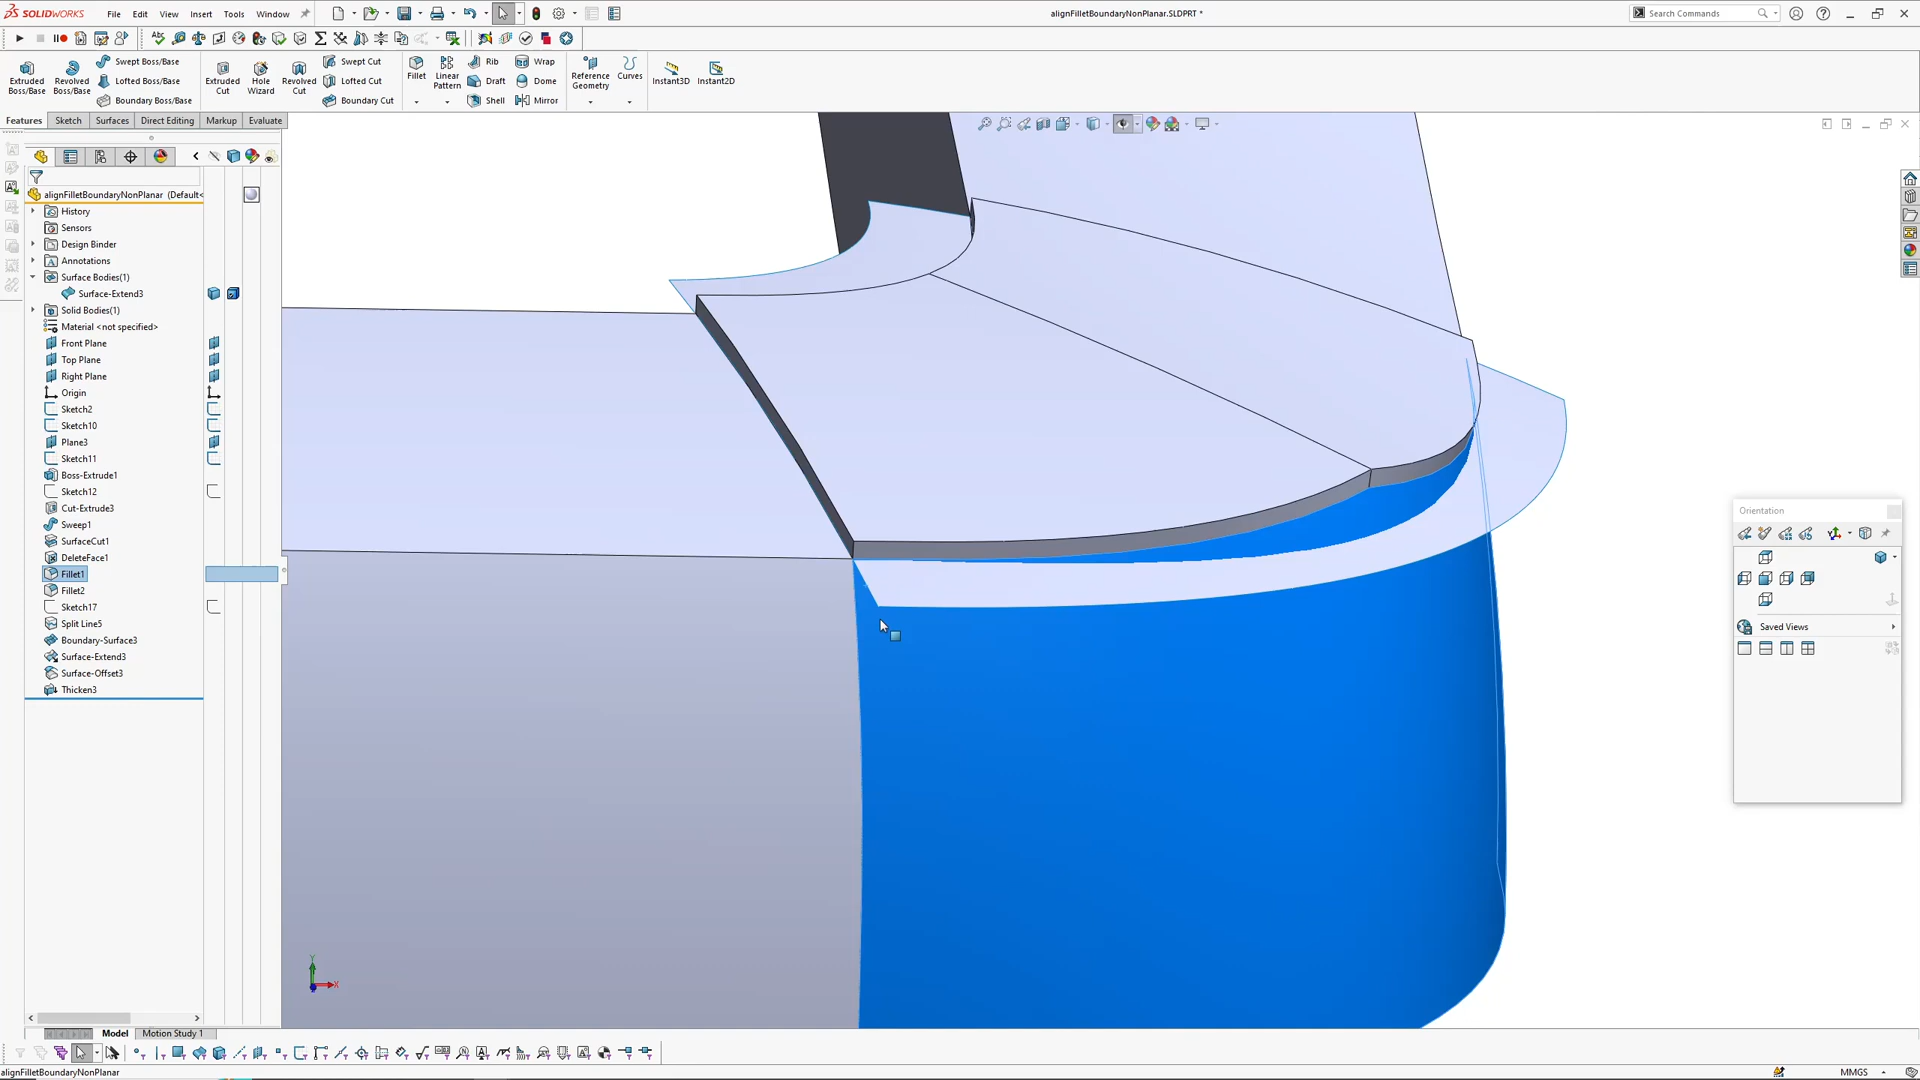 SOLIDWORKS File Edit View Insert Tools Window alignFilletBoundaryNonPlanar.SLDPRT * Search Commands
Extruded Boss/Base Revolved Boss/Base Swept Boss/Base Extruded Cut Hole Wizard Revolved Cut Swept Cut Fillet Linear Pattern Rib Wrap Reference Geometry Curves Instant3D Instant2D
Lofted Boss/Base Lofted Cut Draft Dome
Boundary Boss/Base Boundary Cut Shell Mirror
Features Sketch Surfaces Direct Editing Markup Evaluate
alignFilletBoundaryNonPlanar (Default<
History
Sensors
Design Binder
Annotations
Surface Bodies(1)
Surface-Extend3
Solid Bodies(1)
Material <not specified>
Front Plane
Top Plane
Right Plane
Origin
Sketch2
Sketch10
Plane3
Sketch11
Boss-Extrude1
Sketch12
Cut-Extrude3
Sweep1
SurfaceCut1
DeleteFace1
Fillet1
Fillet2
Sketch17
Split Line5
Boundary-Surface3
Surface-Extend3
Surface-Offset3
Thicken3
Orientation
Saved Views
Y
X
Model Motion Study 1
alignFilletBoundaryNonPlanar MMGS